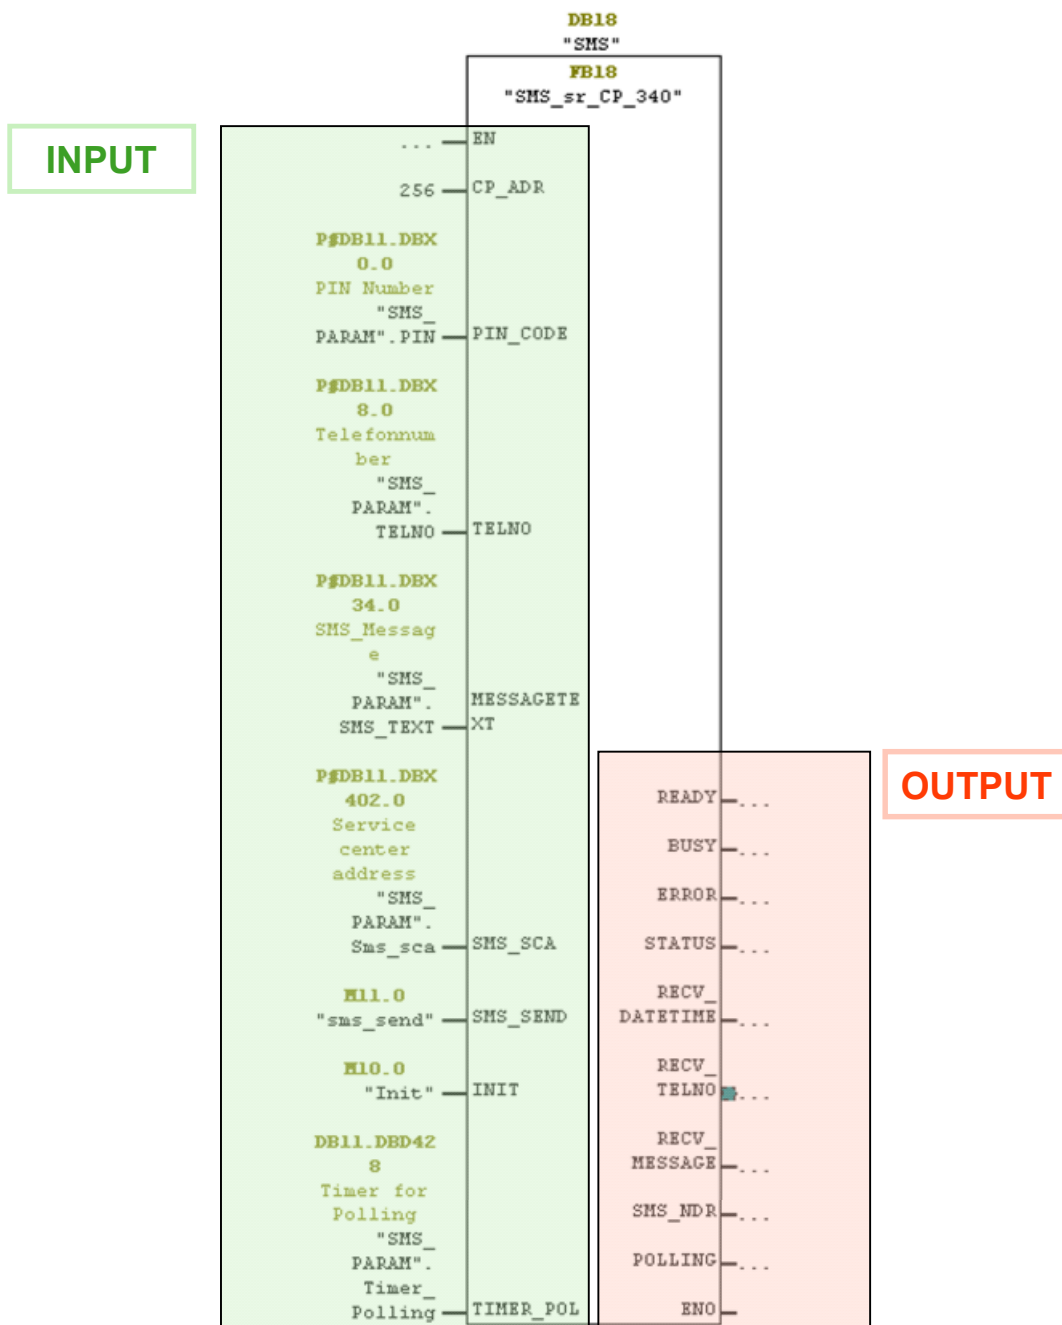 DB18
"SMS"
FB18
"SMS_sr_CP_340"
INPUT
... EN
256 CP_ADR
P#DB11.DBX
0.0
PIN Number
"SMS_
PARAM".PIN PIN_CODE
P#DB11.DBX
8.0
Telefonnum
ber
"SMS_
PARAM".
TELNO TELNO
P#DB11.DBX
34.0
SMS_Messag
e
"SMS_
PARAM". MESSAGETE
SMS_TEXT XT
P#DB11.DBX
402.0
Service
center
address
"SMS_
PARAM".
Sms_sca SMS_SCA
M11.0
"sms_send" SMS_SEND
M10.0
"Init" INIT
DB11.DBD42
8
Timer for
Polling
"SMS_
PARAM".
Timer_
Polling TIMER_POL
OUTPUT
READY ...
BUSY ...
ERROR ...
STATUS ...
RECV_
DATETIME ...
RECV_
TELNO ...
RECV_
MESSAGE ...
SMS_NDR ...
POLLING ...
ENO